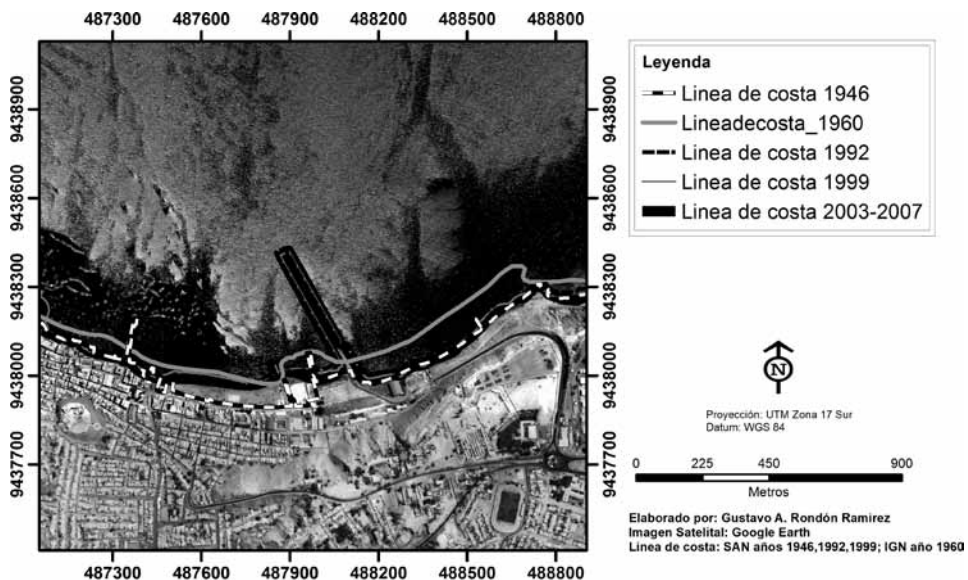 487300 487600 487900 488200 488500 488800
9438900
9438600
9438300
9438000
9437700
9438900
9438600
9438300
9438000
9437700
487300 487600 487900 488200 488500 488800
Leyenda
Linea de costa 1946
Lineadecosta_1960
Linea de costa 1992
Linea de costa 1999
Linea de costa 2003-2007
N
Proyección: UTM Zona 17 Sur
Datum: WGS 84
0 225 450 900
Metros
Elaborado por: Gustavo A. Rondón Ramirez
Imagen Satelital: Google Earth
Linea de costa: SAN años 1946,1992,1999; IGN año 1960